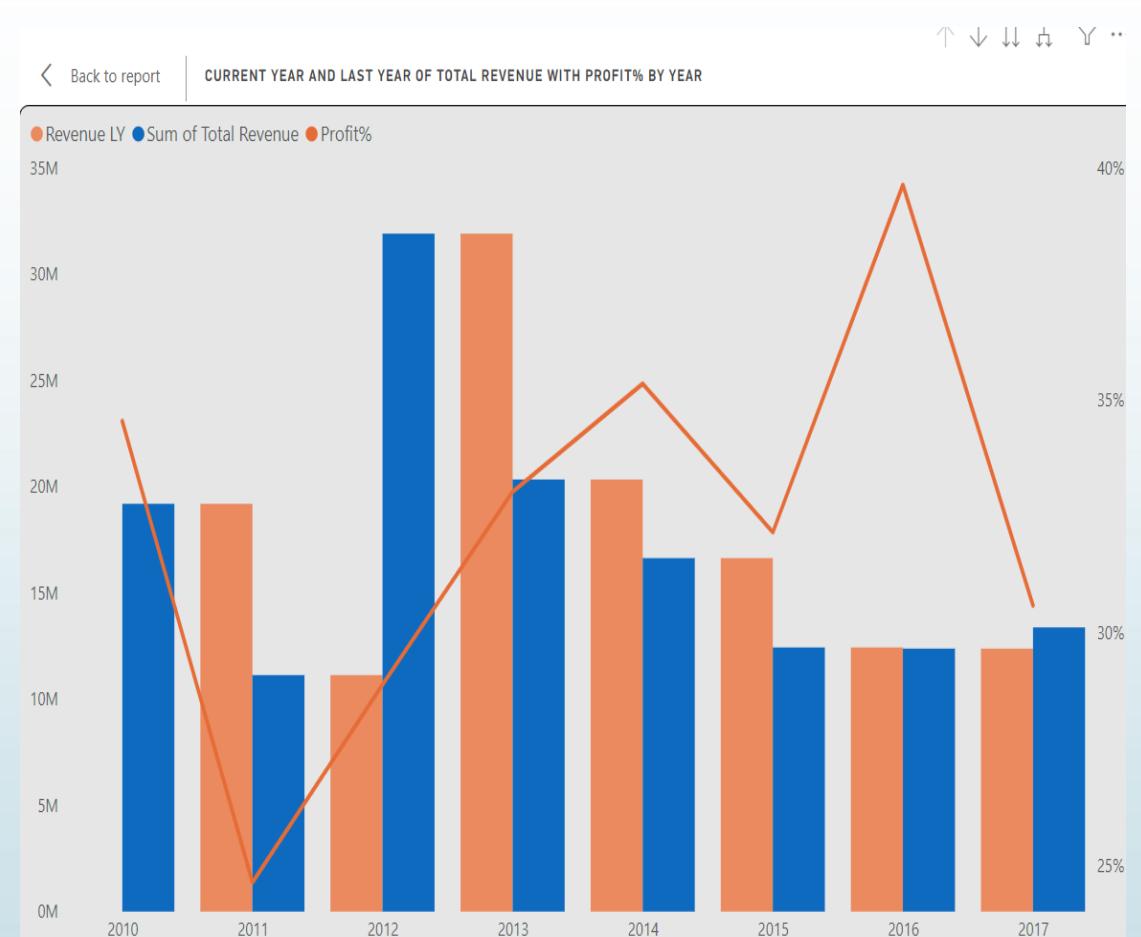 Back to report
CURRENT YEAR AND LAST YEAR OF TOTAL REVENUE WITH PROFIT% BY YEAR
Revenue LY Sum of Total Revenue Profit%
35M 40%
30M
25M
35%
20M
15M
30%
10M
5M
25%
0M
2010 2011 2012 2013 2014 2015 2016 2017